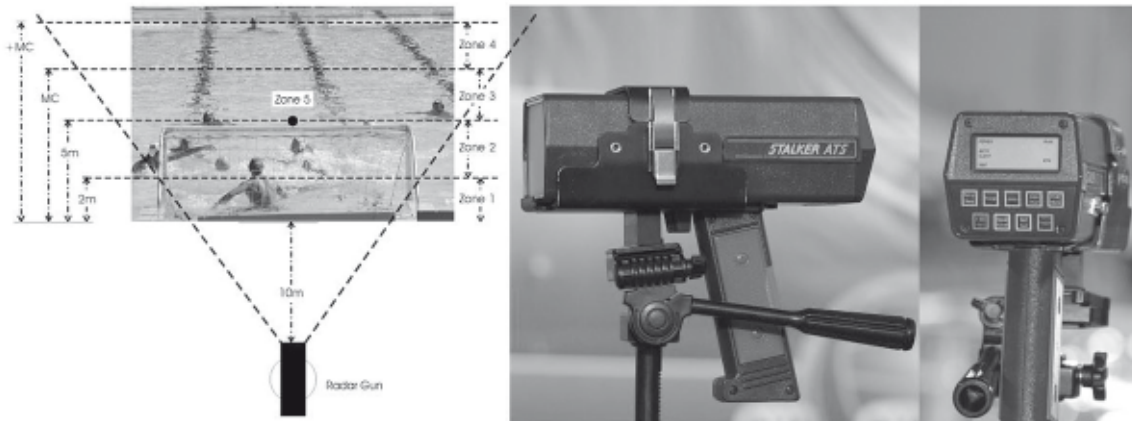 +MC
MC
5m
2m
Zone 4
Zone 3
Zone 5
Zone 2
Zone 1
10m
Radar Gun
STALKER ATS